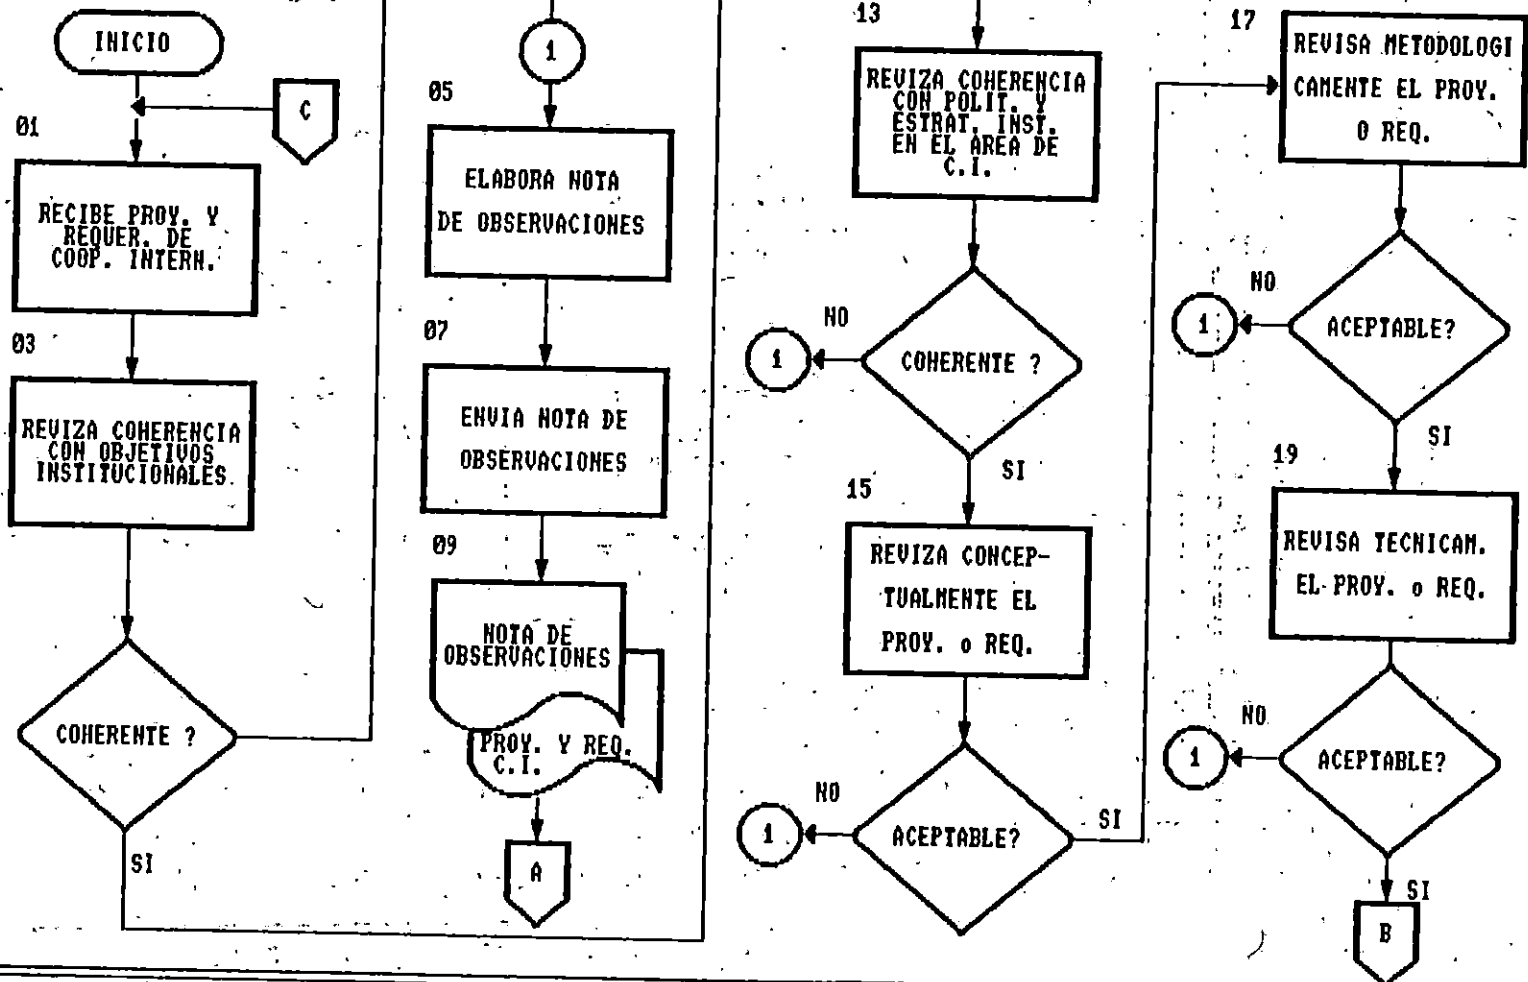 INICIO
C
01
RECIBE PROY. Y
REQUER. DE
COOP. INTERN.
03
REVIZA COHERENCIA
CON OBJETIVOS
INSTITUCIONALES.
COHERENTE ?
SI
1
05
ELABORA NOTA
DE OBSERVACIONES
07
ENVIA NOTA DE
OBSERVACIONES
09
NOTA DE
OBSERVACIONES
PROY. Y REQ.
C.I.
A
13
REVIZA COHERENCIA
CON POLIT. Y
ESTRAT. INST.
EN EL AREA DE
C.I.
NO
1
COHERENTE ?
SI
15
REVIZA CONCEP-
TUALMENTE EL
PROY. o REQ.
NO
1
ACEPTABLE?
SI
17
REVISA METODOLOGI
CAMENTE EL PROY.
O REQ.
NO
1
ACEPTABLE?
SI
19
REVISA TECNICAM.
EL PROY. o REQ.
NO
1
ACEPTABLE?
SI
B